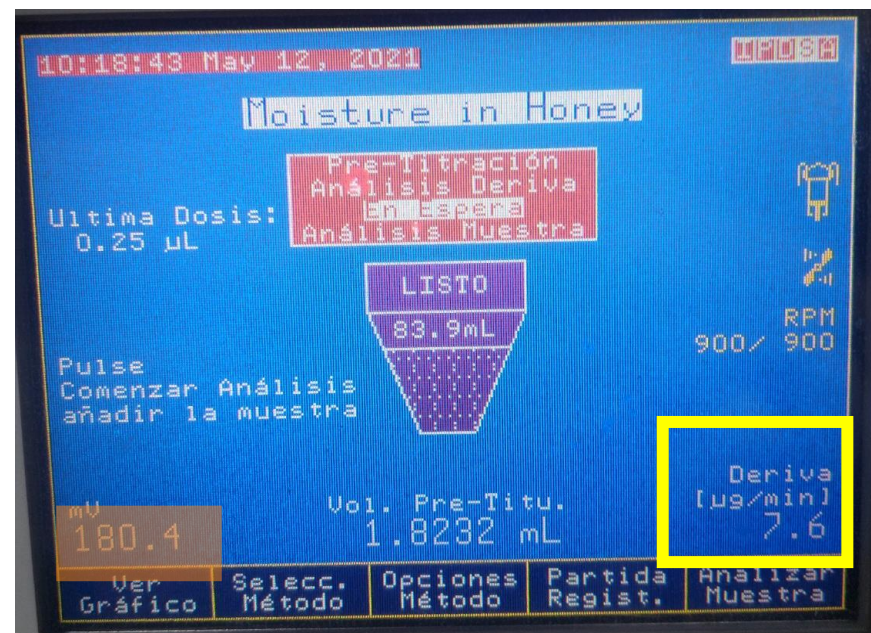 10:18:43 May 12, 2021
IPOSA
Moisture in Honey
Pre-Titración
Análisis Deriva
En Espera
Análisis Muestra
Ultima Dosis:
0.25 µL
LISTO
83.9mL
RPM
900/ 900
Pulse
Comenzar Análisis
añadir la muestra
mV
180.4
Vol. Pre-Titu.
1.8232 mL
Deriva
[µg/min]
7.6
Ver
Gráfico
Selecc.
Método
Opciones
Método
Partida
Regist.
Analizar
Muestra